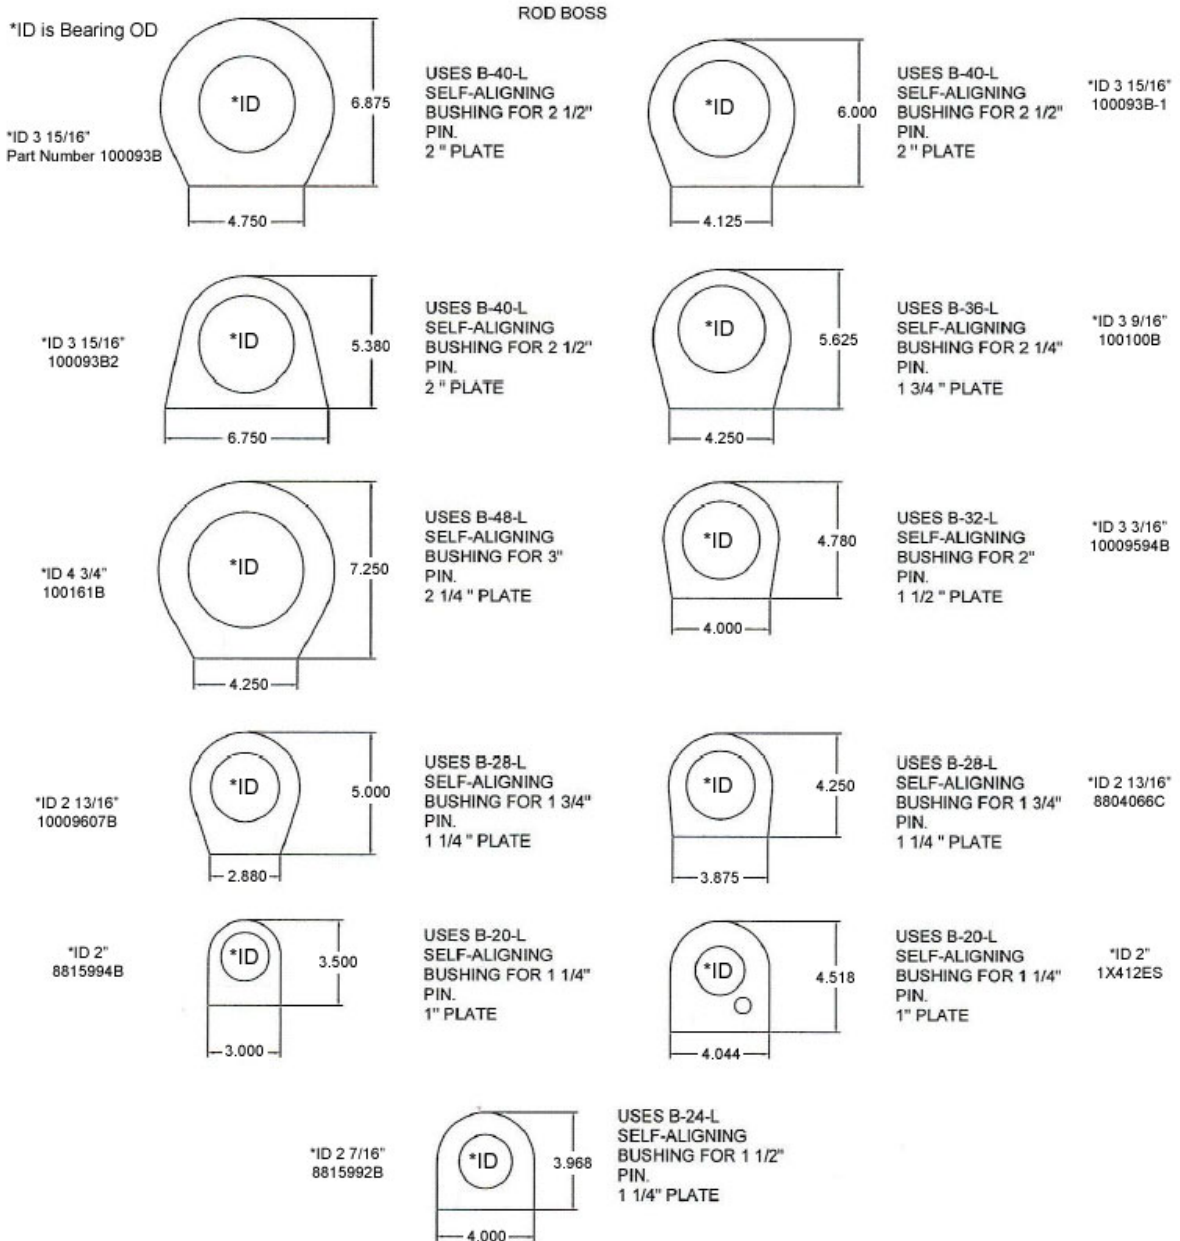 ROD BOSS
*ID is Bearing OD
*ID
6.875
4.750
*ID 3 15/16"
Part Number 100093B
USES B-40-L
SELF-ALIGNING
BUSHING FOR 2 1/2"
PIN.
2 " PLATE
*ID
6.000
4.125
USES B-40-L
SELF-ALIGNING
BUSHING FOR 2 1/2"
PIN.
2 " PLATE
*ID 3 15/16"
100093B-1
*ID 3 15/16"
100093B2
*ID
5.380
6.750
USES B-40-L
SELF-ALIGNING
BUSHING FOR 2 1/2"
PIN.
2 " PLATE
*ID
5.625
4.250
USES B-36-L
SELF-ALIGNING
BUSHING FOR 2 1/4"
PIN.
1 3/4 " PLATE
*ID 3 9/16"
100100B
*ID 4 3/4"
100161B
*ID
7.250
4.250
USES B-48-L
SELF-ALIGNING
BUSHING FOR 3"
PIN.
2 1/4 " PLATE
*ID
4.780
4.000
USES B-32-L
SELF-ALIGNING
BUSHING FOR 2"
PIN.
1 1/2 " PLATE
*ID 3 3/16"
10009594B
*ID 2 13/16"
10009607B
*ID
5.000
2.880
USES B-28-L
SELF-ALIGNING
BUSHING FOR 1 3/4"
PIN.
1 1/4 " PLATE
*ID
4.250
3.875
USES B-28-L
SELF-ALIGNING
BUSHING FOR 1 3/4"
PIN.
1 1/4 " PLATE
*ID 2 13/16"
8804066C
*ID 2"
8815994B
*ID
3.500
3.000
USES B-20-L
SELF-ALIGNING
BUSHING FOR 1 1/4"
PIN.
1" PLATE
*ID
4.518
4.044
USES B-20-L
SELF-ALIGNING
BUSHING FOR 1 1/4"
PIN.
1" PLATE
*ID 2"
1X412ES
*ID 2 7/16"
8815992B
*ID
3.968
4.000
USES B-24-L
SELF-ALIGNING
BUSHING FOR 1 1/2"
PIN.
1 1/4" PLATE